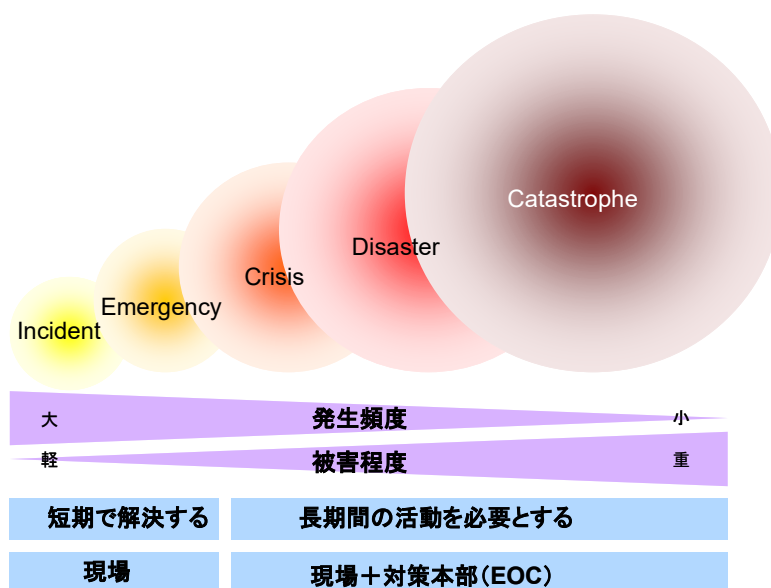 Catastrophe
Disaster
Crisis
Emergency
Incident
大 発生頻度 小
軽 被害程度 重
短期で解決する 長期間の活動を必要とする
現場 現場＋対策本部（EOC）